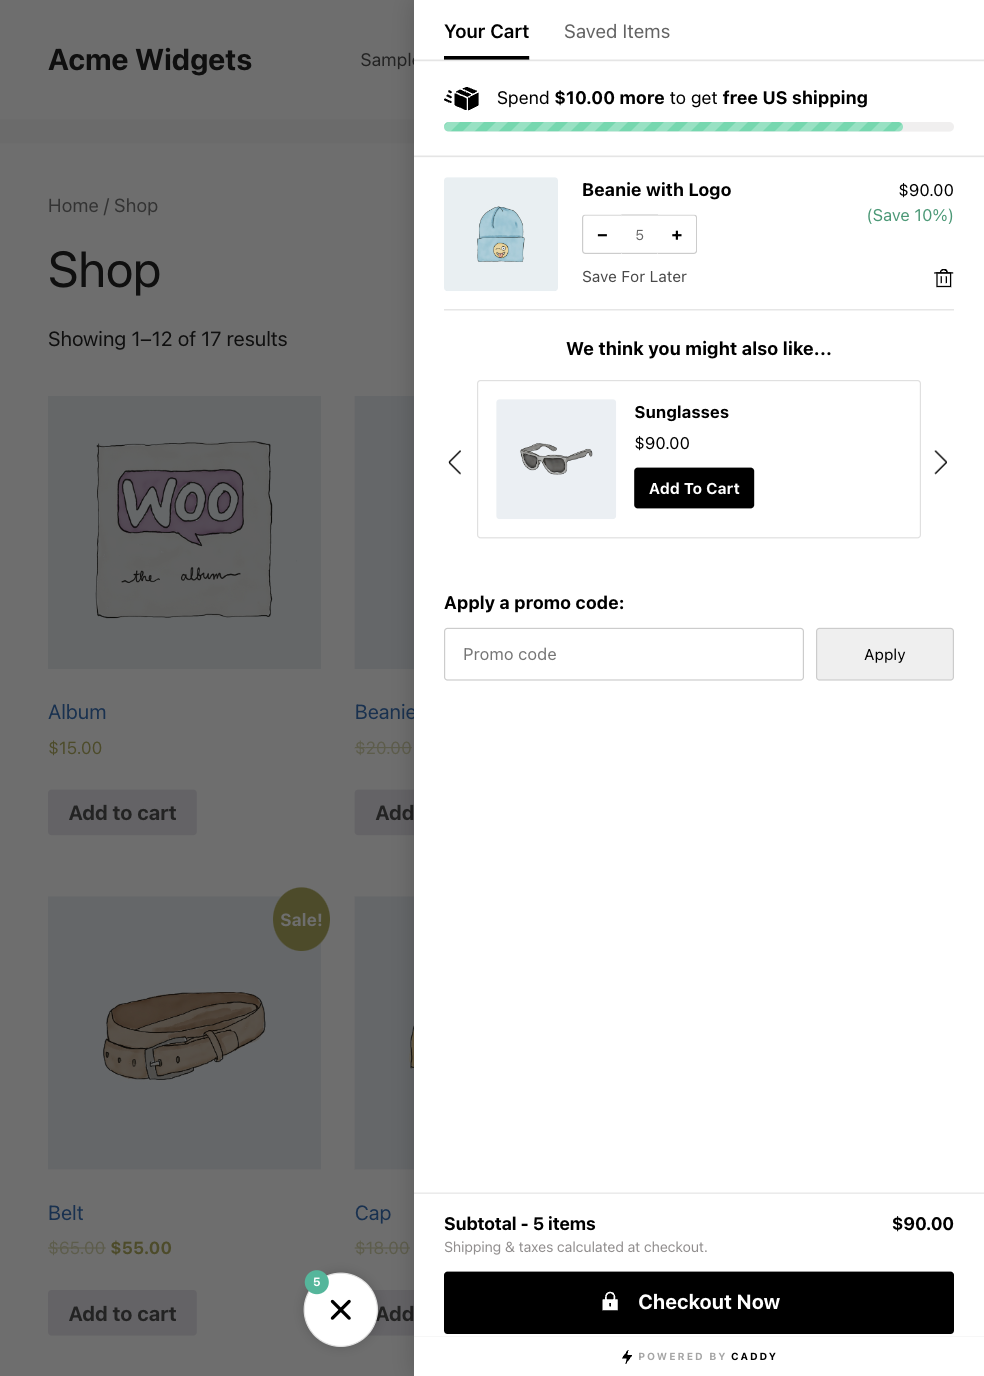 Acme Widgets
Sample
Home / Shop
Shop
Showing 1–12 of 17 results
WOO
the album
Album
$15.00
Add to cart
Beanie
$20.00
Add
Sale!
Belt
$65.00 $55.00
Add to cart
Cap
$18.00
Add
5
Your Cart
Saved Items
Spend $10.00 more to get free US shipping
Beanie with Logo
$90.00
(Save 10%)
− 5 +
Save For Later
We think you might also like...
Sunglasses
$90.00
Add To Cart
Apply a promo code:
Promo code
Apply
Subtotal - 5 items
$90.00
Shipping & taxes calculated at checkout.
Checkout Now
POWERED BY CADDY